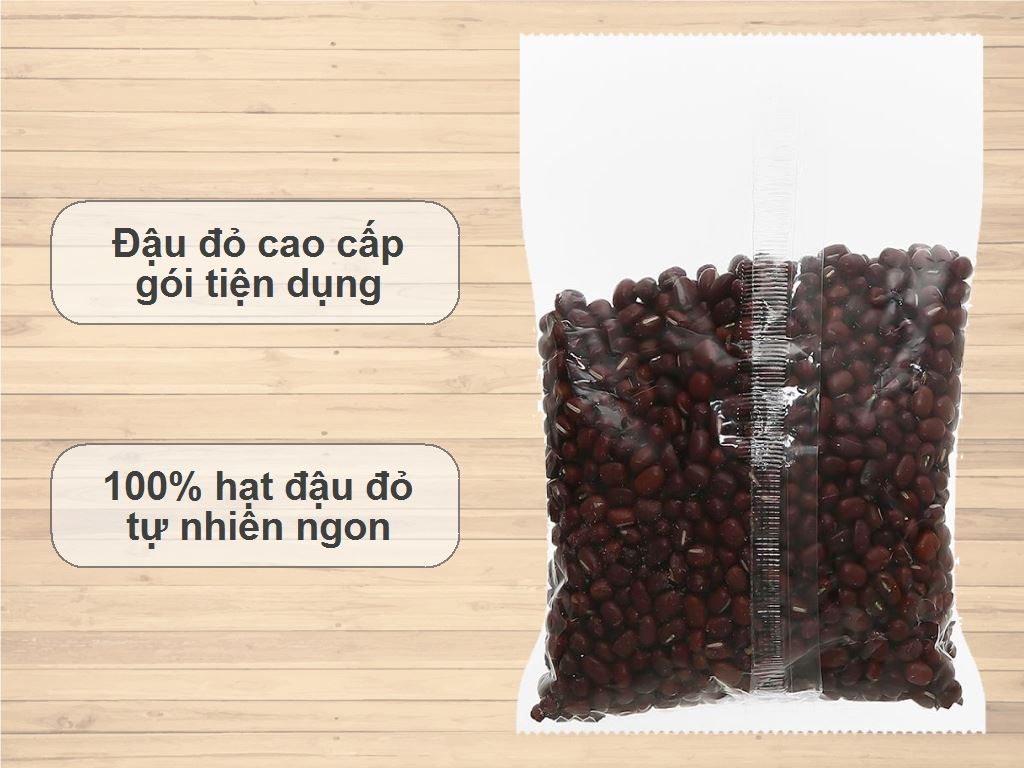 Đậu đỏ cao cấp
gói tiện dụng
100% hạt đậu đỏ
tự nhiên ngon